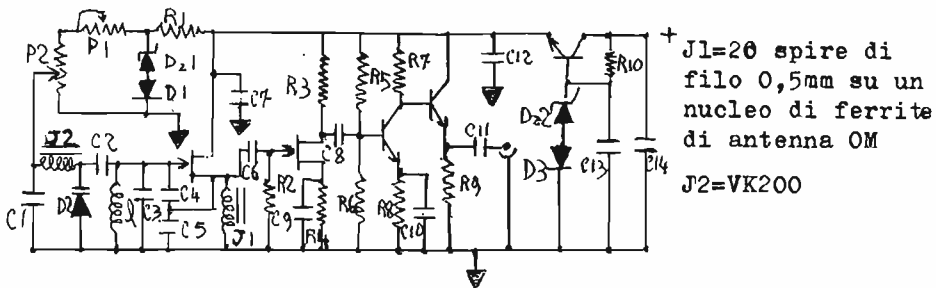 P1
R1
P2
Dz1
D1
C7
R3
R5
R7
C12
+
R10
J1=20 spire di
filo 0,5mm su un
nucleo di ferrite
di antenna OM
J2=VK200
J2
C2
C1
D2
l
C3
C4
C5
J1
C6
R2
C9
R4
C8
R6
R8
C10
R9
C11
Dz2
D3
C13
C14